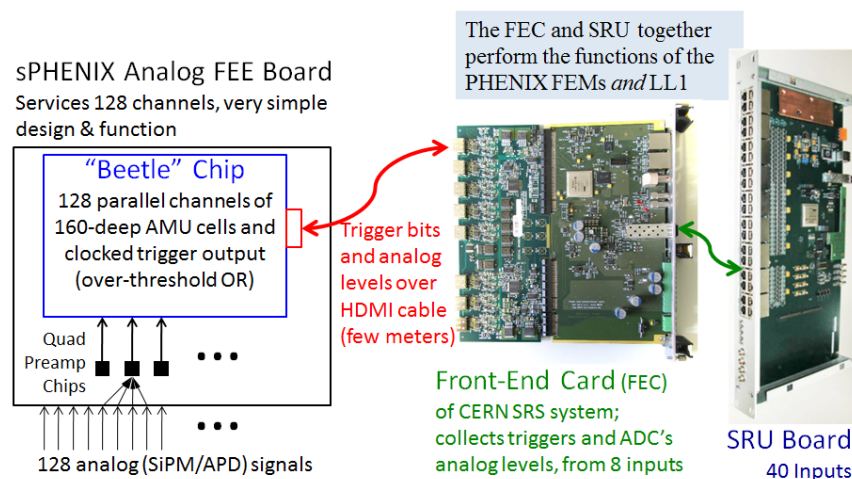 The FEC and SRU together
perform the functions of the
PHENIX FEMs and LL1
sPHENIX Analog FEE Board
Services 128 channels, very simple
design & function
“Beetle” Chip
128 parallel channels of
160-deep AMU cells and
clocked trigger output
(over-threshold OR)
Quad
Preamp
Chips
128 analog (SiPM/APD) signals
Trigger bits
and analog
levels over
HDMI cable
(few meters)
Front-End Card (FEC)
of CERN SRS system;
collects triggers and ADC’s
analog levels, from 8 inputs
SRU Board
40 Inputs